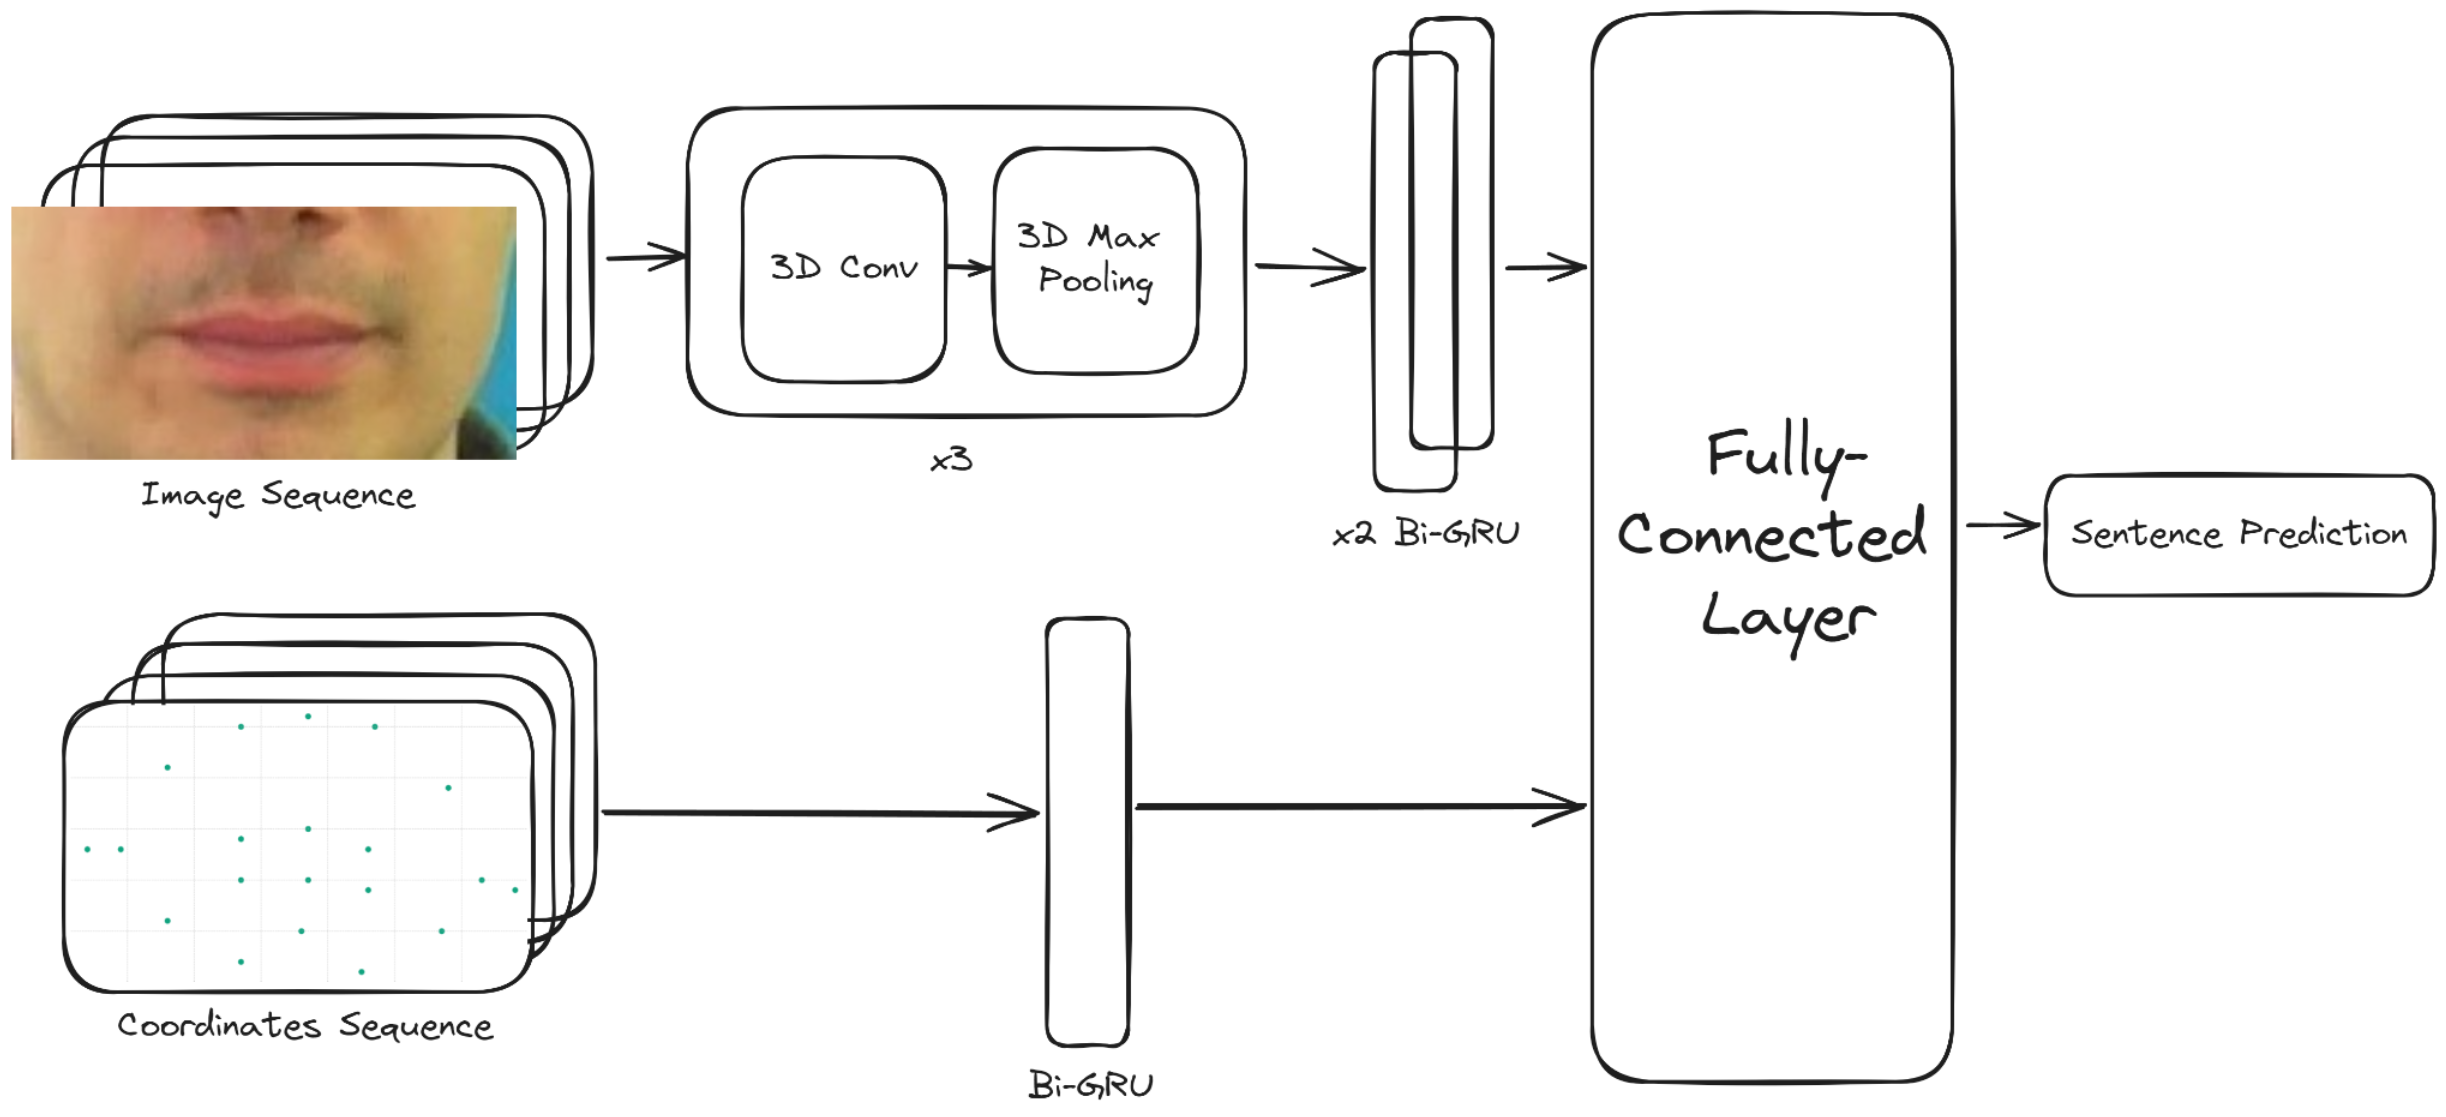 Image Sequence
3D Conv
3D Max
Pooling
x3
x2 Bi-GRU
Fully-
Connected
Layer
Sentence Prediction
Coordinates Sequence
Bi-GRU